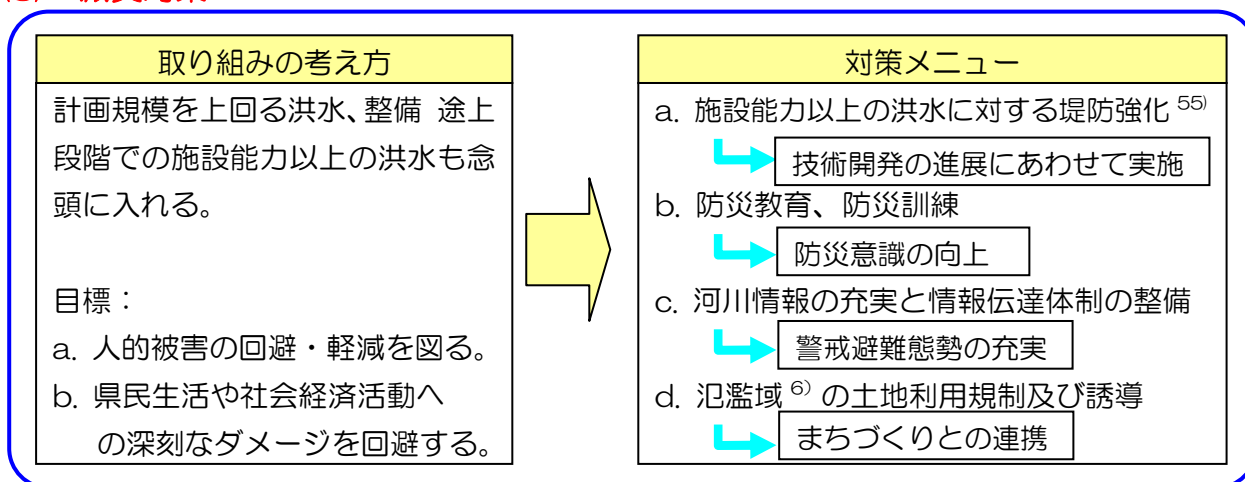 取り組みの考え方
計画規模を上回る洪水、整備 途上
段階での施設能力以上の洪水も念
頭に入れる。
目標：
a. 人的被害の回避・軽減を図る。
b. 県民生活や社会経済活動へ
の深刻なダメージを回避する。
対策メニュー
a. 施設能力以上の洪水に対する堤防強化 55)
技術開発の進展にあわせて実施
b. 防災教育、防災訓練
防災意識の向上
c. 河川情報の充実と情報伝達体制の整備
警戒避難態勢の充実
d. 氾濫域 6) の土地利用規制及び誘導
まちづくりとの連携